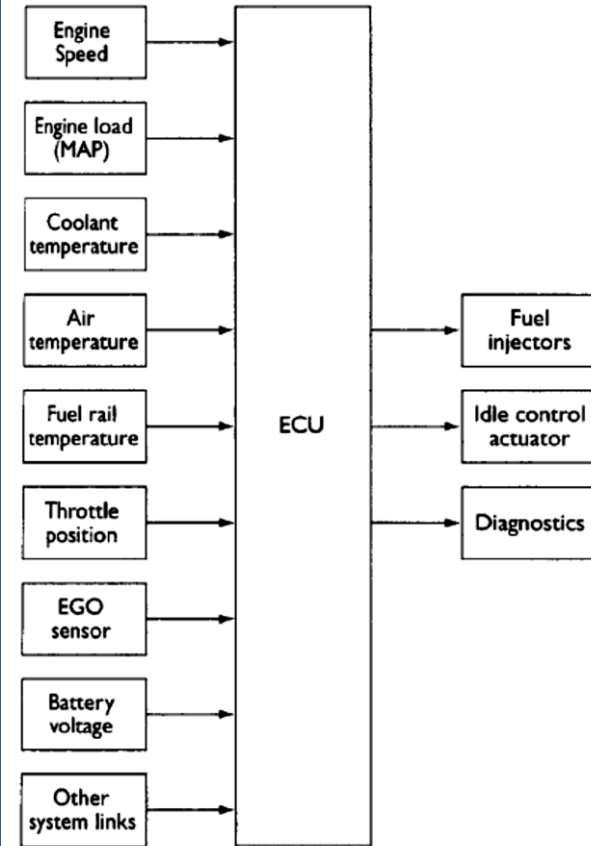 Engine
Speed
Engine load
(MAP)
Coolant
temperature
Air
temperature
Fuel rail
temperature
Throttle
position
EGO
sensor
Battery
voltage
Other
system links
ECU
Fuel
injectors
Idle control
actuator
Diagnostics